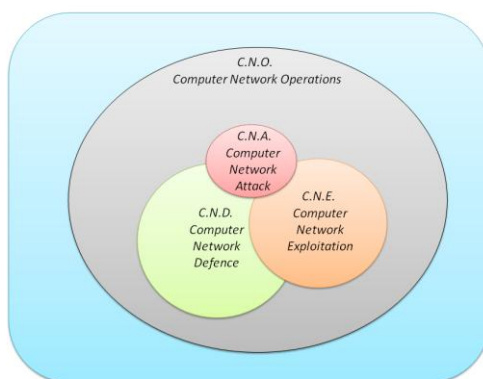 C.N.O.
Computer Network Operations
C.N.A.
Computer
Network
Attack
C.N.D.
Computer
Network
Defence
C.N.E.
Computer
Network
Exploitation